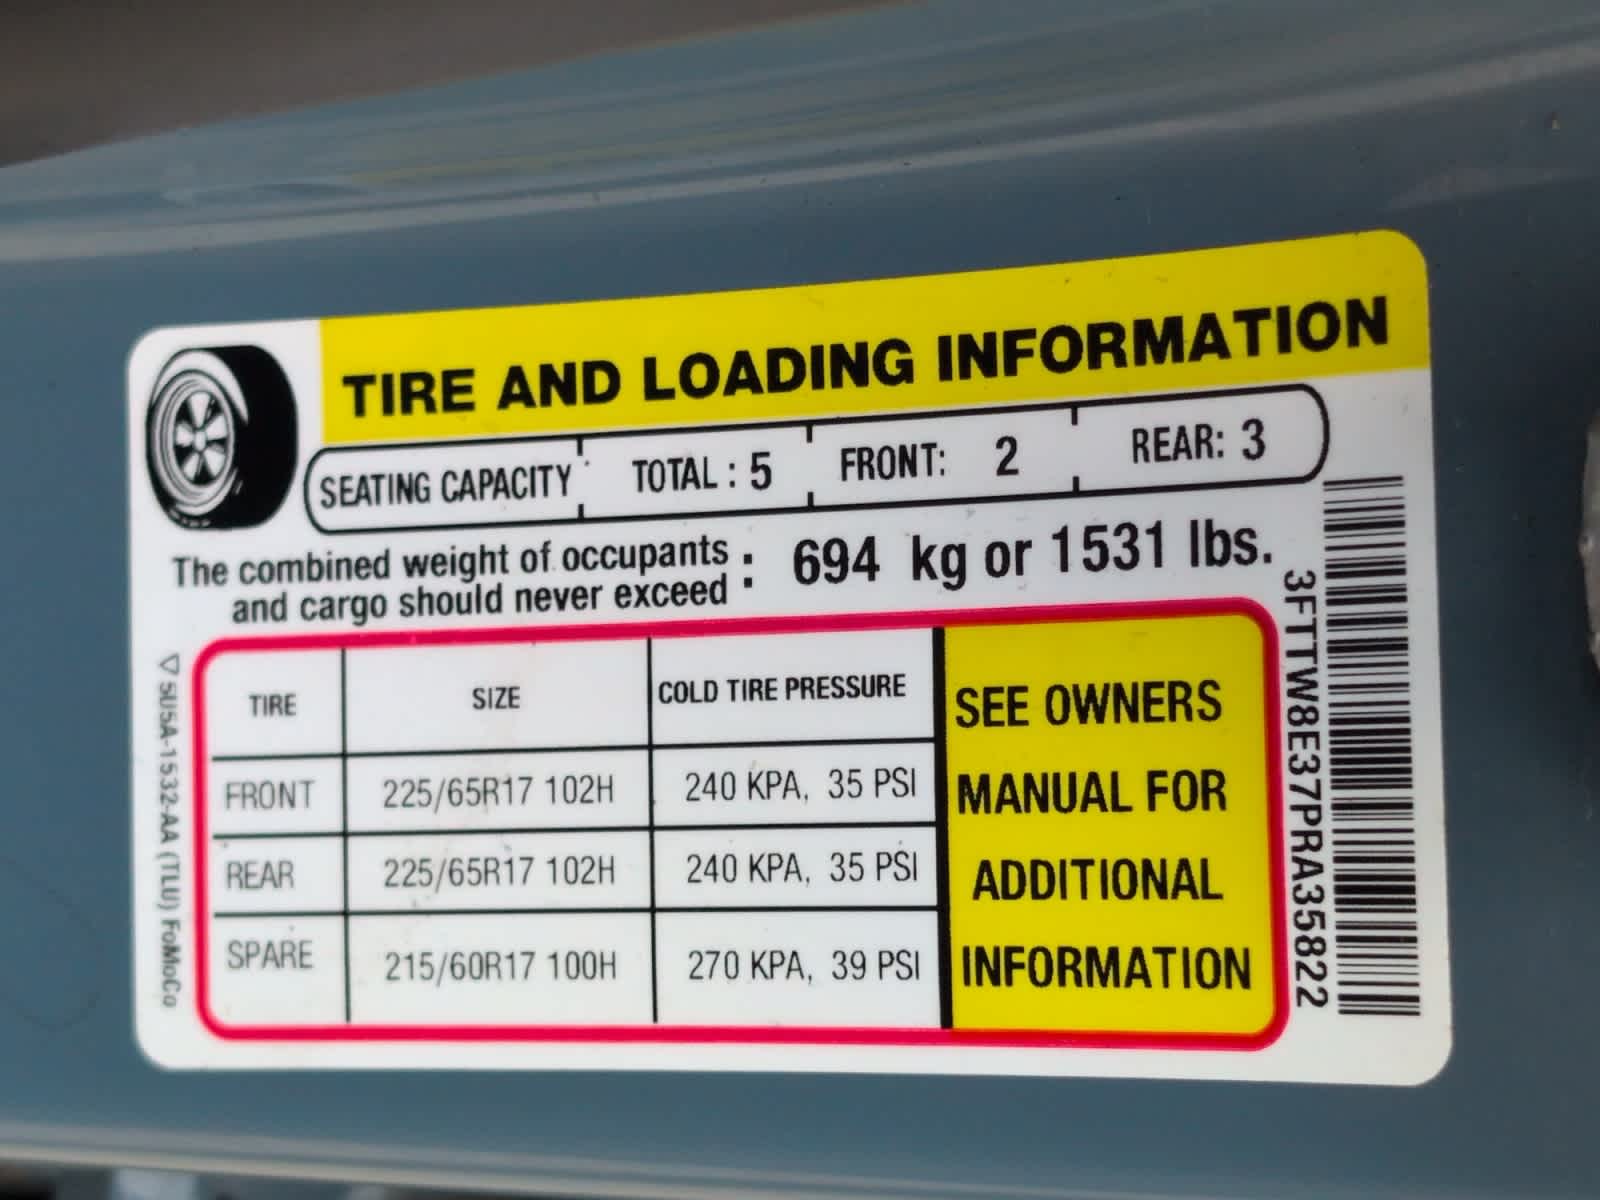 TIRE AND LOADING INFORMATION
SEATING CAPACITY TOTAL : 5 FRONT: 2 REAR: 3
The combined weight of occupants
and cargo should never exceed : 694 kg or 1531 lbs.
TIRE SIZE COLD TIRE PRESSURE
FRONT 225/65R17 102H 240 KPA, 35 PSI
REAR 225/65R17 102H 240 KPA, 35 PSI
SPARE 215/60R17 100H 270 KPA, 39 PSI
SEE OWNERS
MANUAL FOR
ADDITIONAL
INFORMATION
3FTTW8E37PRA35822
5U5A-1532-AA (TLU) FoMoCo